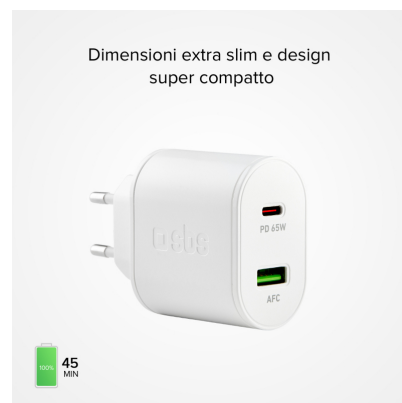 Dimensioni extra slim e design
super compatto
sbs
PD 65W
AFC
100%
45
MIN